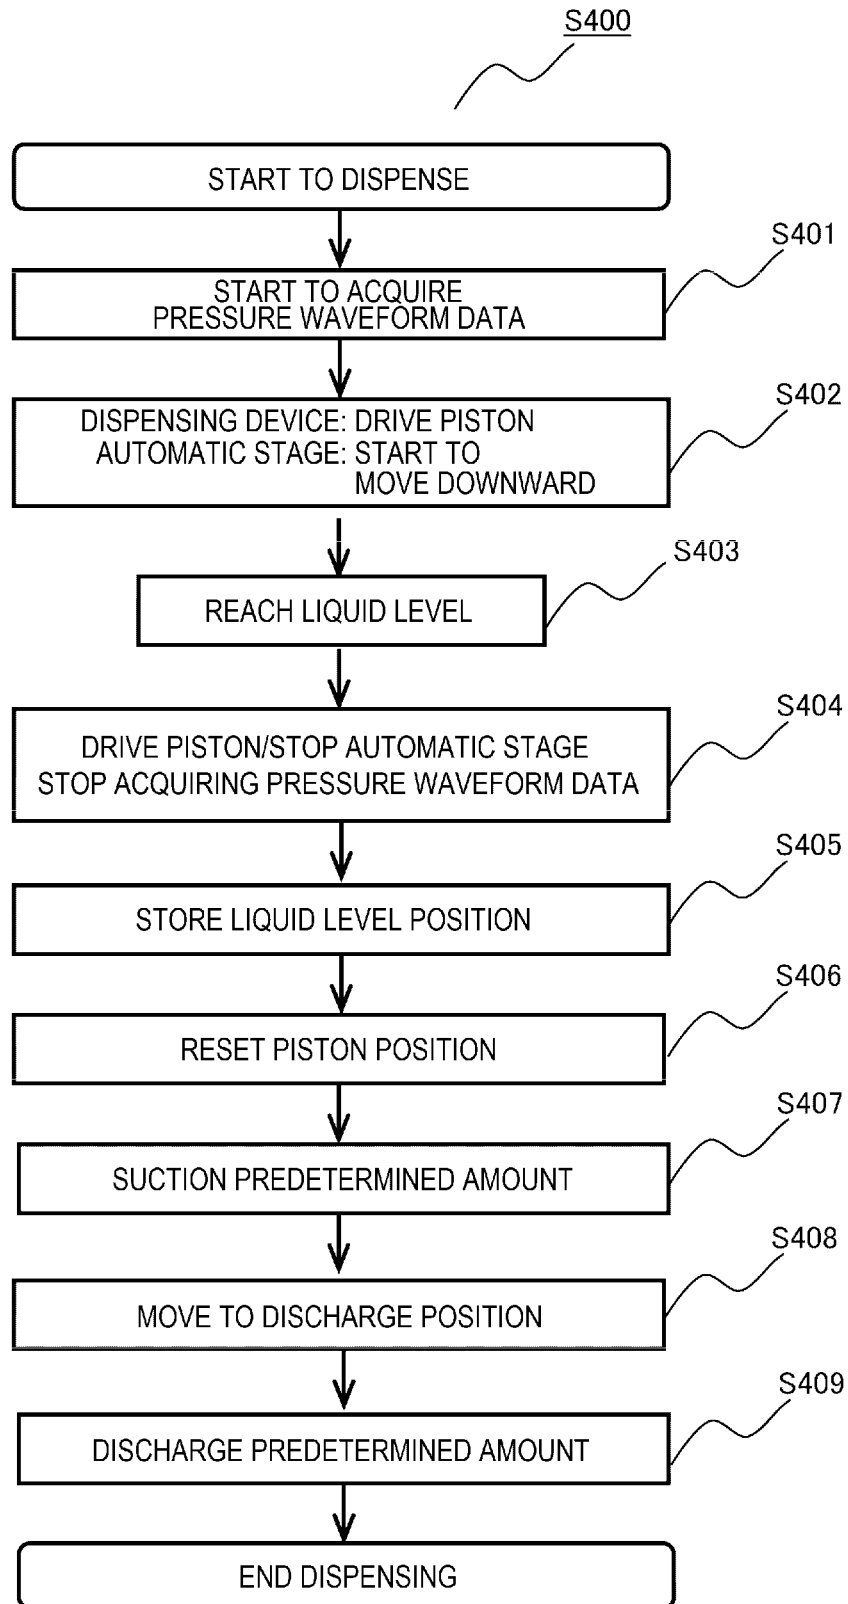 S400
START TO DISPENSE
S401
START TO ACQUIRE
PRESSURE WAVEFORM DATA
S402
DISPENSING DEVICE: DRIVE PISTON
AUTOMATIC STAGE: START TO
MOVE DOWNWARD
S403
REACH LIQUID LEVEL
S404
DRIVE PISTON/STOP AUTOMATIC STAGE
STOP ACQUIRING PRESSURE WAVEFORM DATA
S405
STORE LIQUID LEVEL POSITION
S406
RESET PISTON POSITION
S407
SUCTION PREDETERMINED AMOUNT
S408
MOVE TO DISCHARGE POSITION
S409
DISCHARGE PREDETERMINED AMOUNT
END DISPENSING